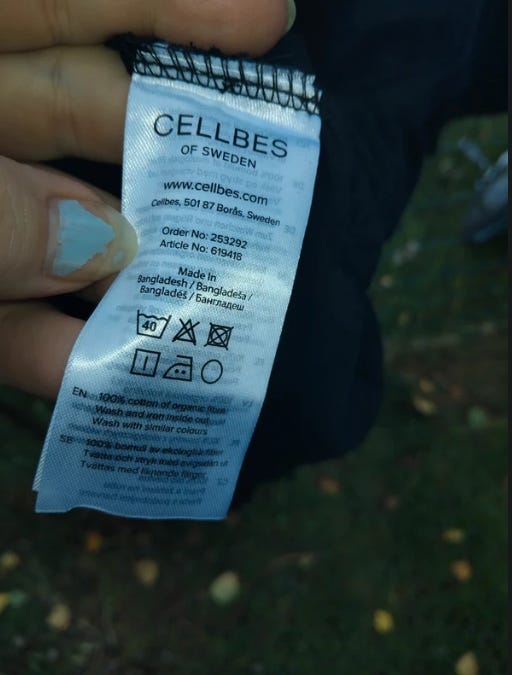 CELLBES
OF SWEDEN
www.cellbes.com
Cellbes, 501 87 Borås, Sweden
Order No: 253292
Article No: 619418
Made In
Bangladesh / Bangladeša /
Bangladéš / Бангладеш
40
EN 100% cotton of organic fibre
Wash and iron inside out
Wash with similar colours
SE 100% bomull av ekologisk fiber
Tvätta och stryk med avigsidan ut
Tvättas med liknande färger